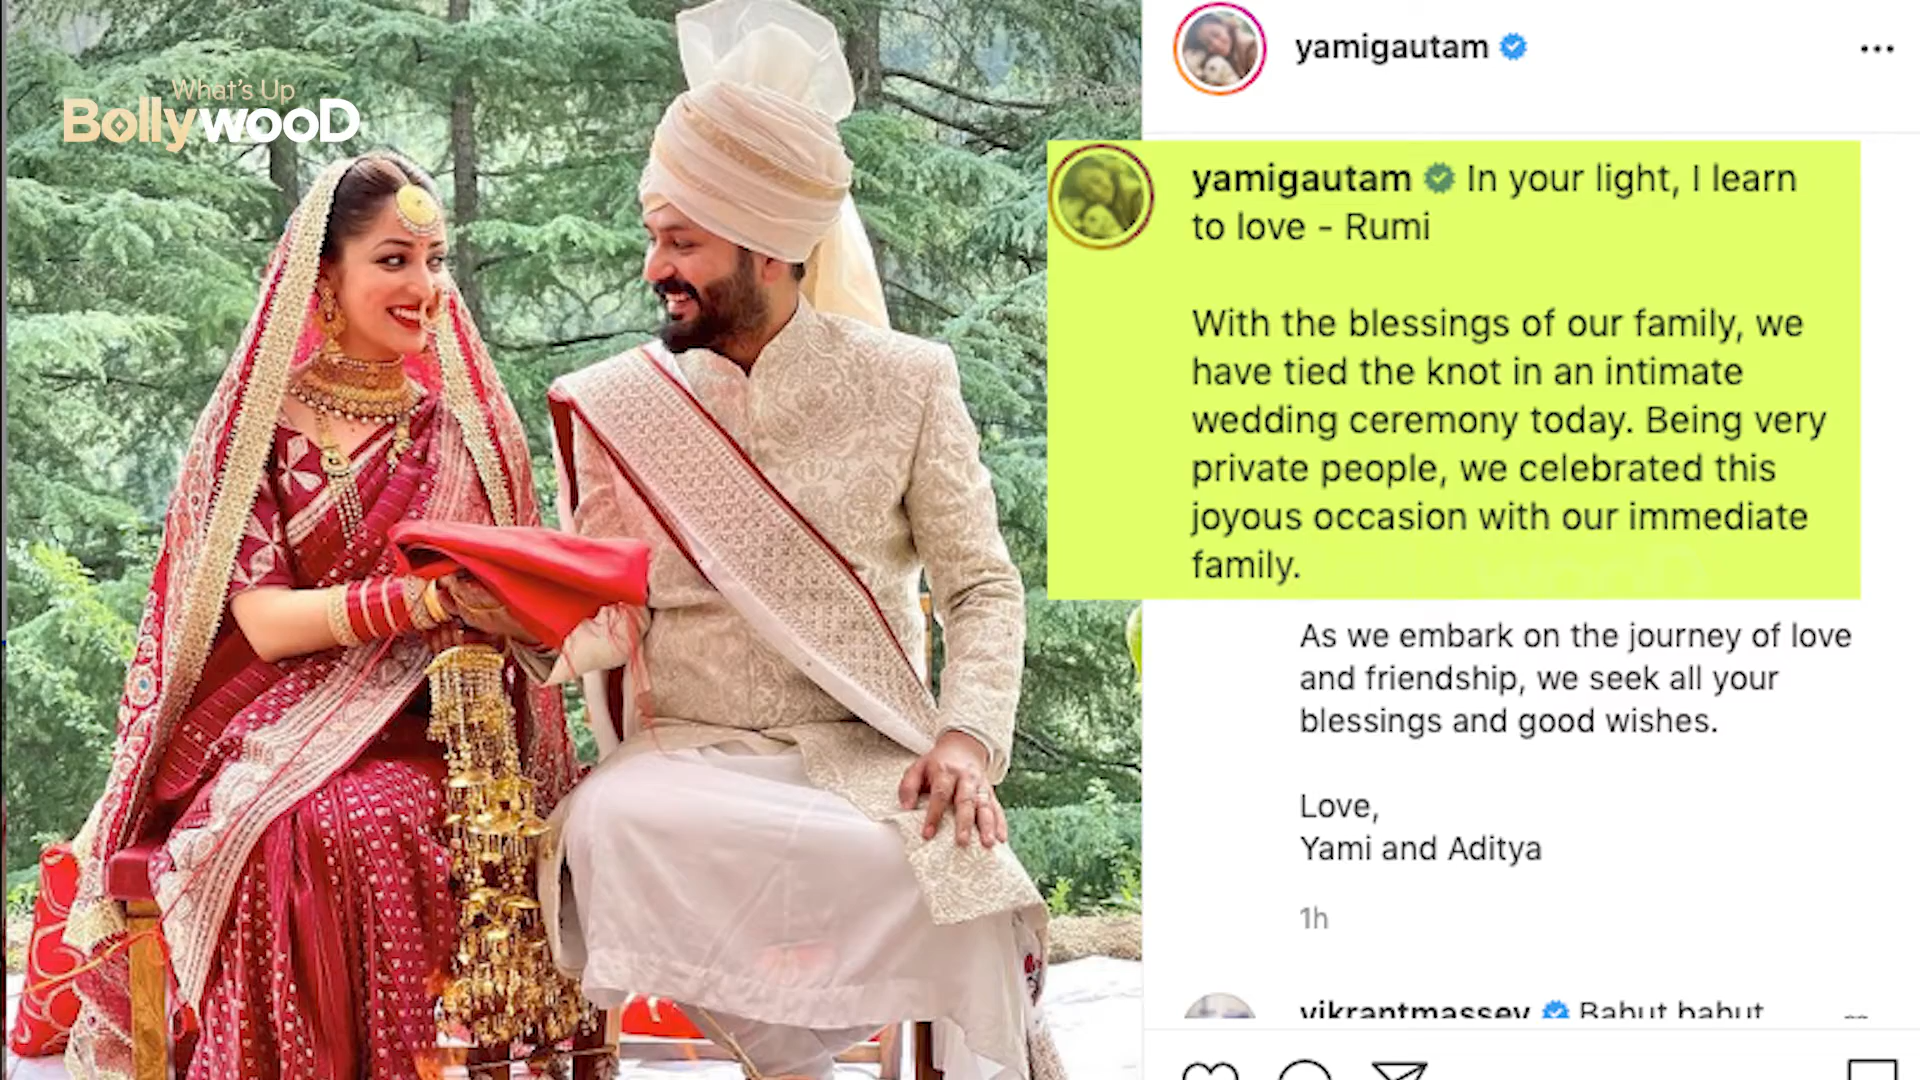 What's Up
BollywooD
yamigautam
yamigautam In your light, I learn
to love - Rumi
With the blessings of our family, we
have tied the knot in an intimate
wedding ceremony today. Being very
private people, we celebrated this
joyous occasion with our immediate
family.
As we embark on the journey of love
and friendship, we seek all your
blessings and good wishes.
Love,
Yami and Aditya
1h
vikrantmassey Bahut bahut